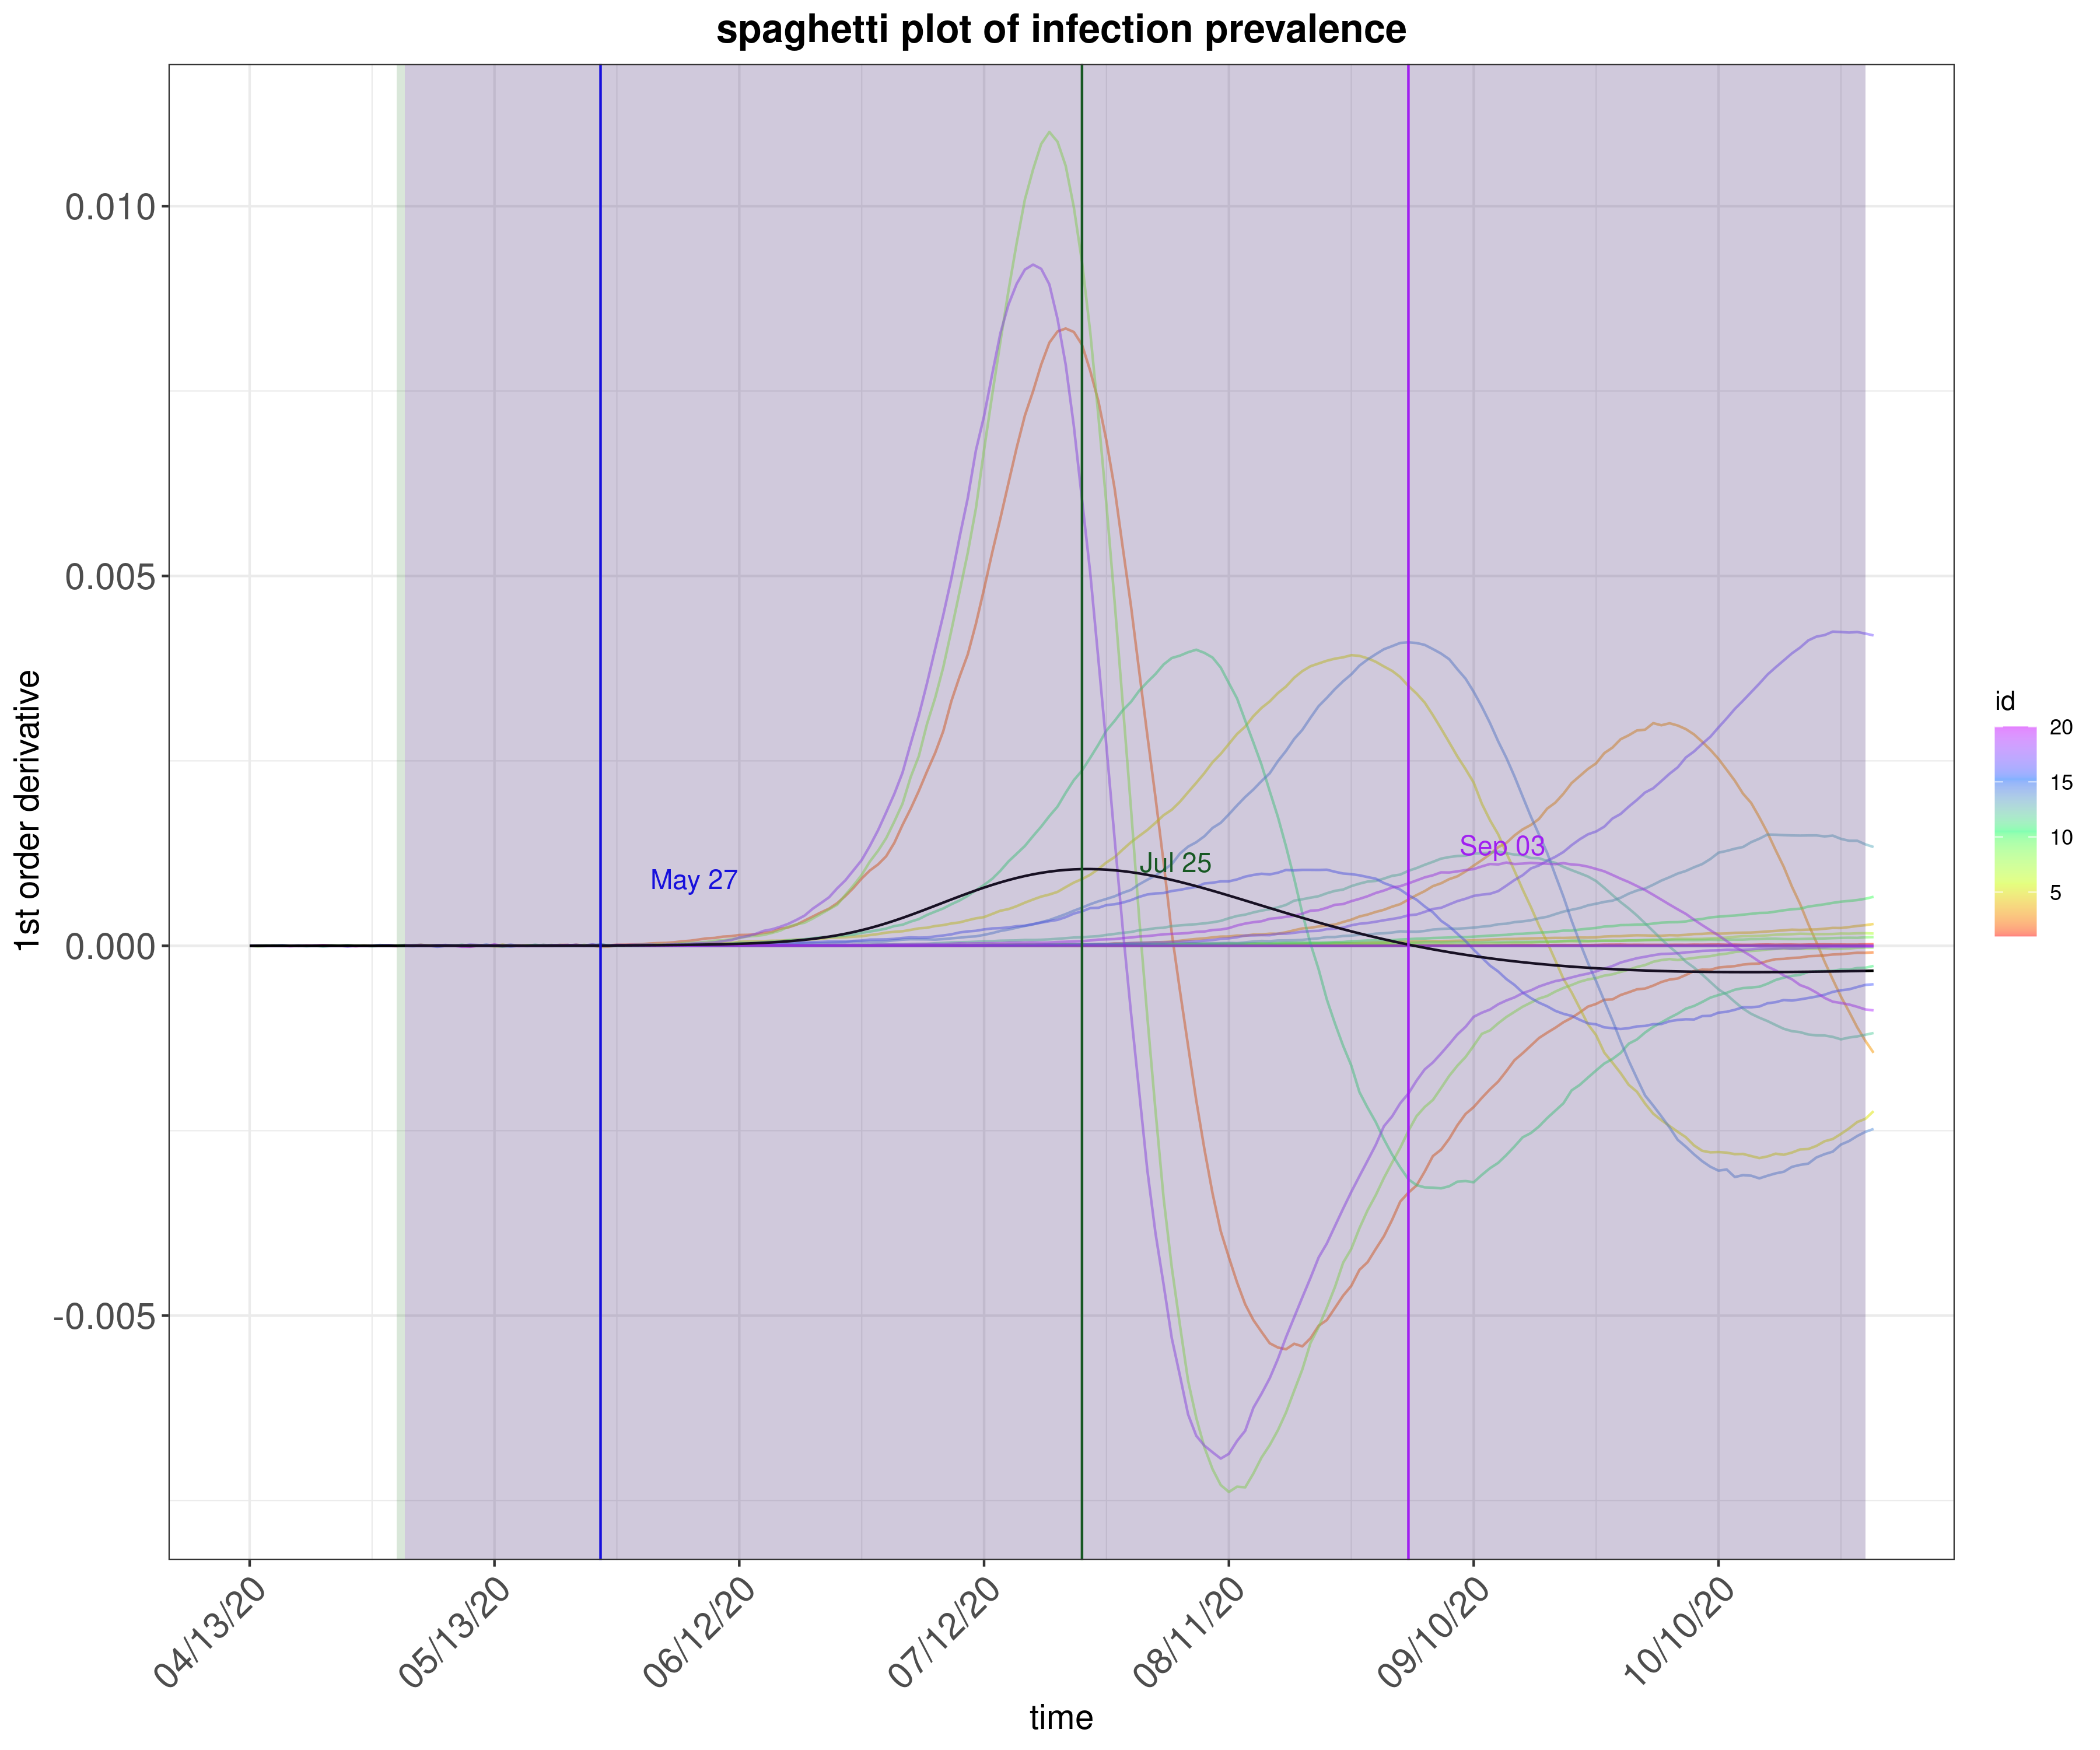 spaghetti plot of infection prevalence
1st order derivative
0.010
0.005
0.000
-0.005
May 27
Jul 25
Sep 03
id
20
15
10
5
04/13/20
05/13/20
06/12/20
07/12/20
08/11/20
09/10/20
10/10/20
time